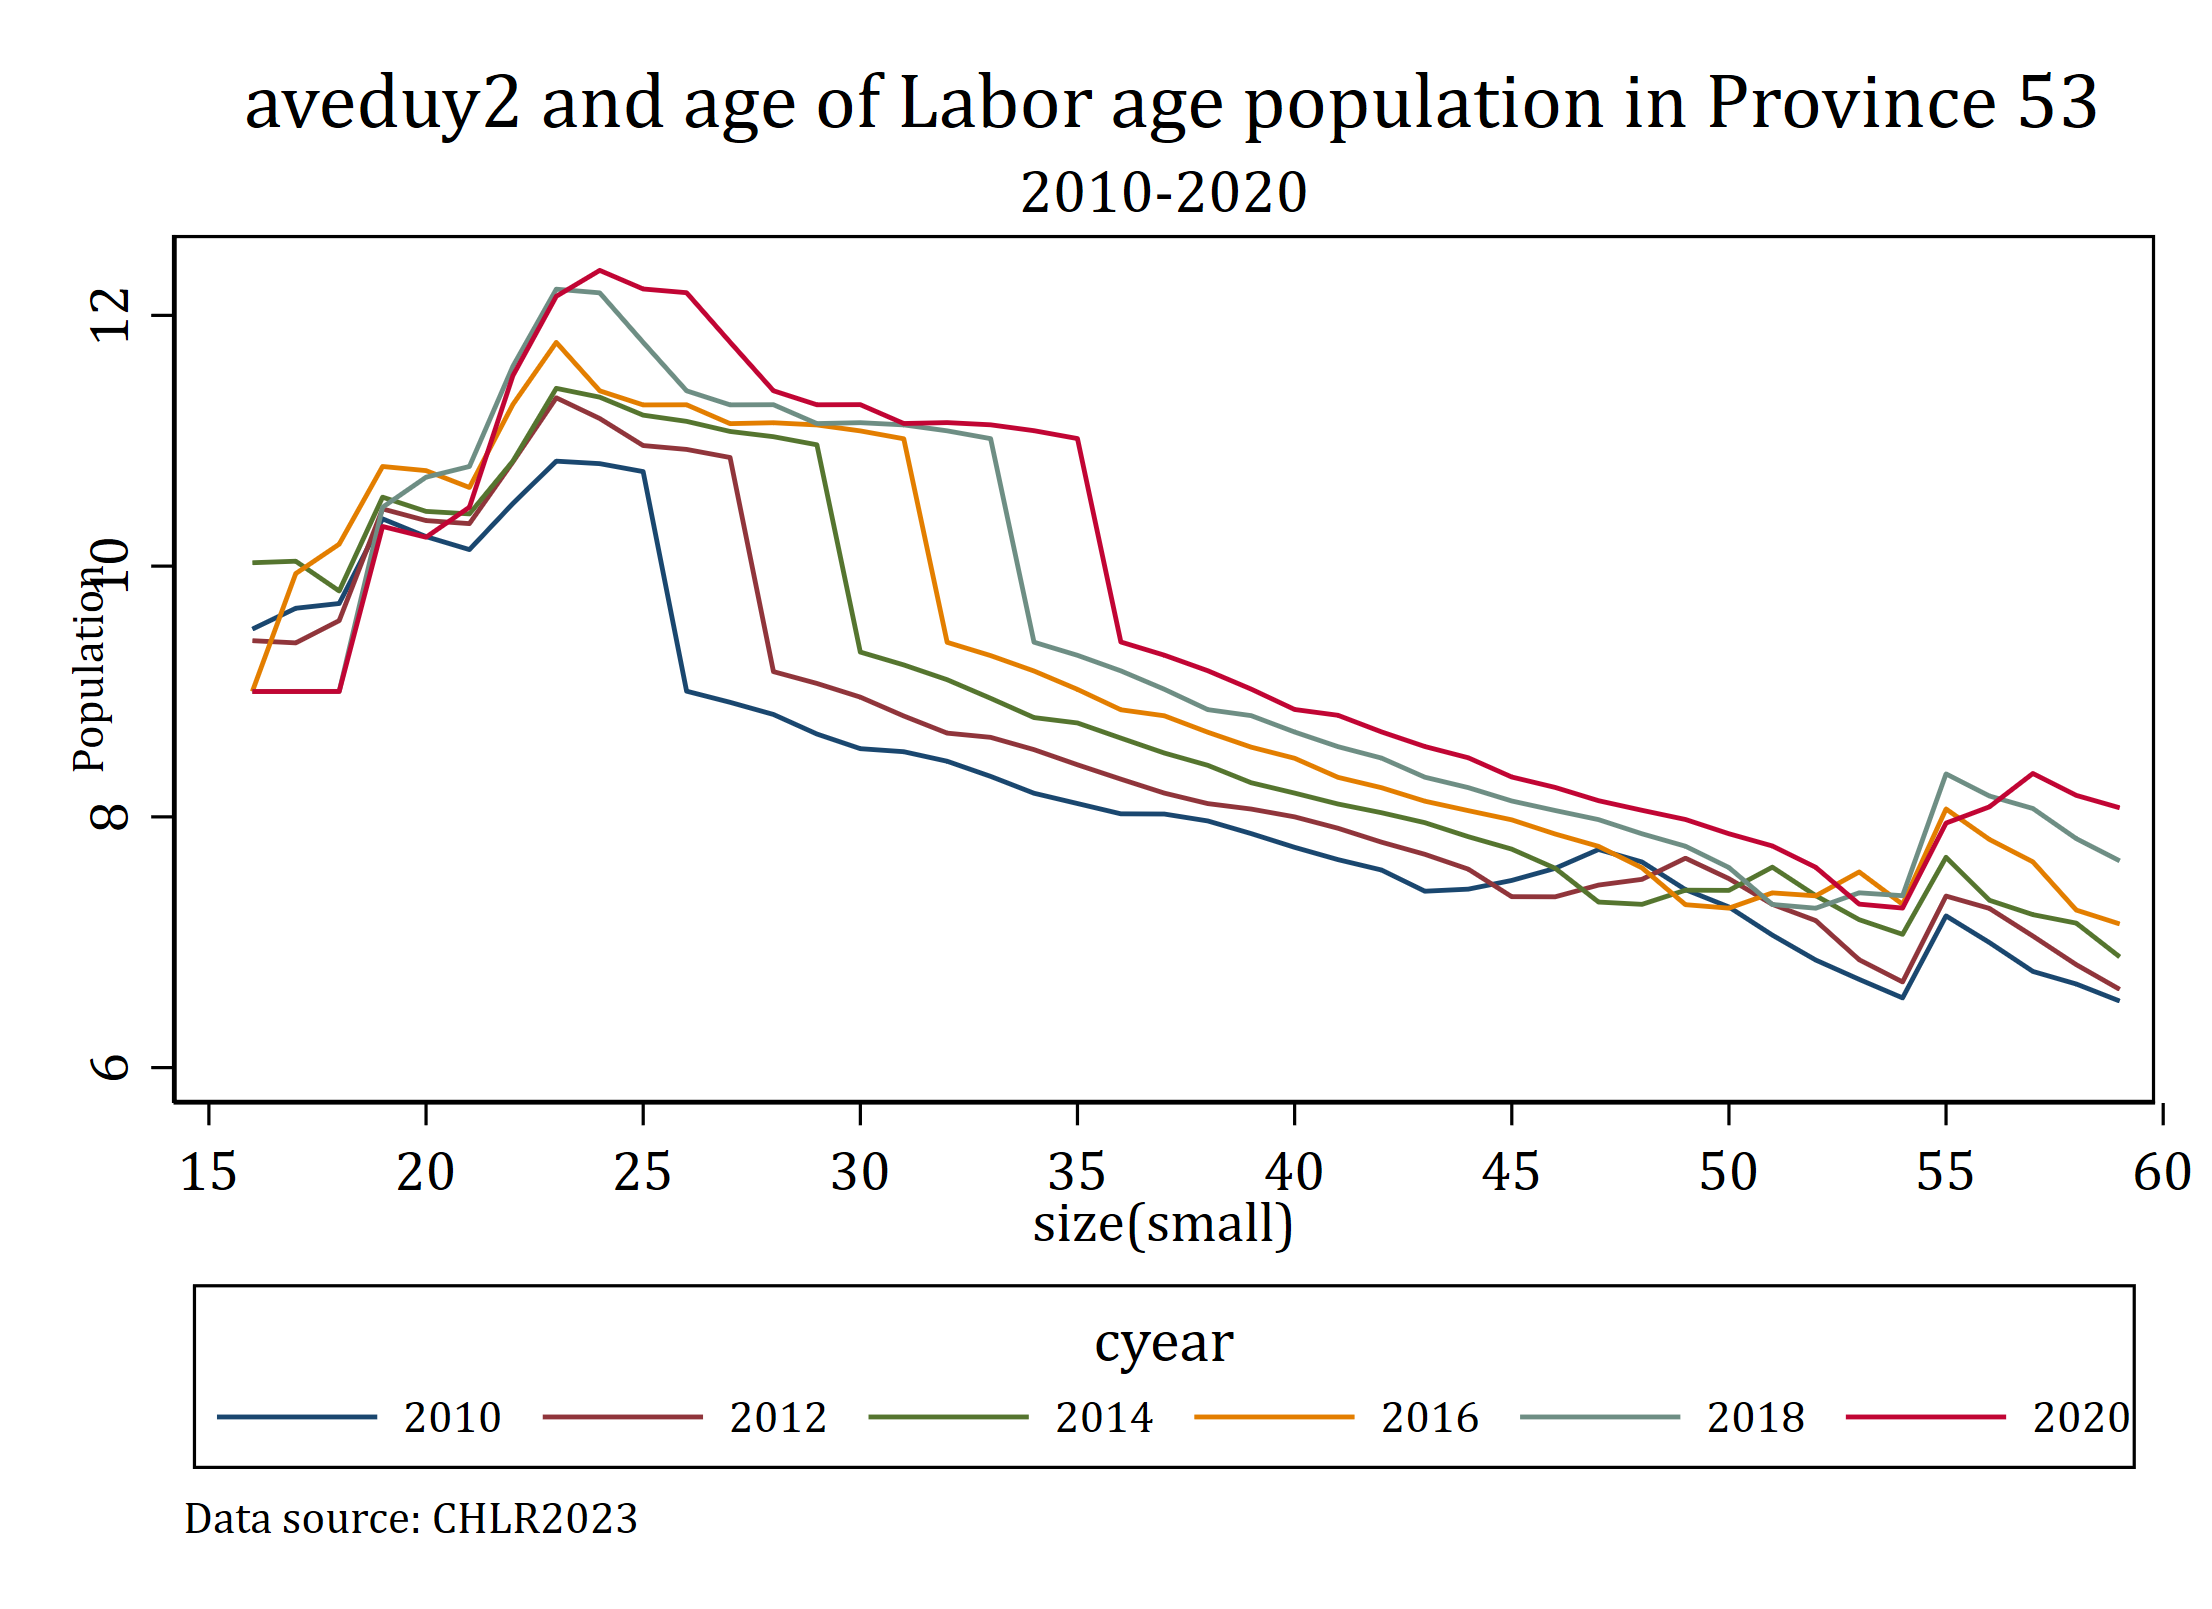 aveduy2 and age of Labor age population in Province 53
2010-2020
Population
12
10
8
6
15 20 25 30 35 40 45 50 55 60
size(small)
cyear
2010 2012 2014 2016 2018 2020
Data source: CHLR2023